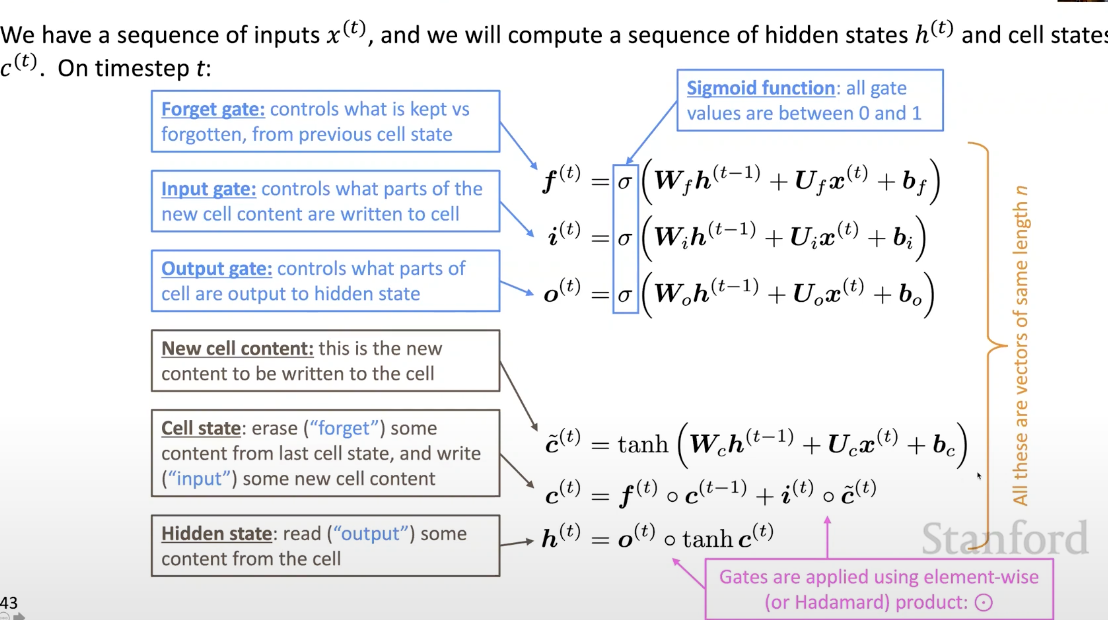 We have a sequence of inputs x^(t), and we will compute a sequence of hidden states h^(t) and cell states
c^(t). On timestep t:
Sigmoid function: all gate
values are between 0 and 1
Forget gate: controls what is kept vs
forgotten, from previous cell state
f^(t) = σ(W_f h^(t−1) + U_f x^(t) + b_f)
Input gate: controls what parts of the
new cell content are written to cell
i^(t) = σ(W_i h^(t−1) + U_i x^(t) + b_i)
Output gate: controls what parts of
cell are output to hidden state
o^(t) = σ(W_o h^(t−1) + U_o x^(t) + b_o)
New cell content: this is the new
content to be written to the cell
c̃^(t) = tanh(W_c h^(t−1) + U_c x^(t) + b_c)
Cell state: erase (“forget”) some
content from last cell state, and write
(“input”) some new cell content
c^(t) = f^(t) ∘ c^(t−1) + i^(t) ∘ c̃^(t)
Hidden state: read (“output”) some
content from the cell
h^(t) = o^(t) ∘ tanh c^(t)
All these are vectors of same length n
Stanford
Gates are applied using element-wise
(or Hadamard) product: ⊙
43